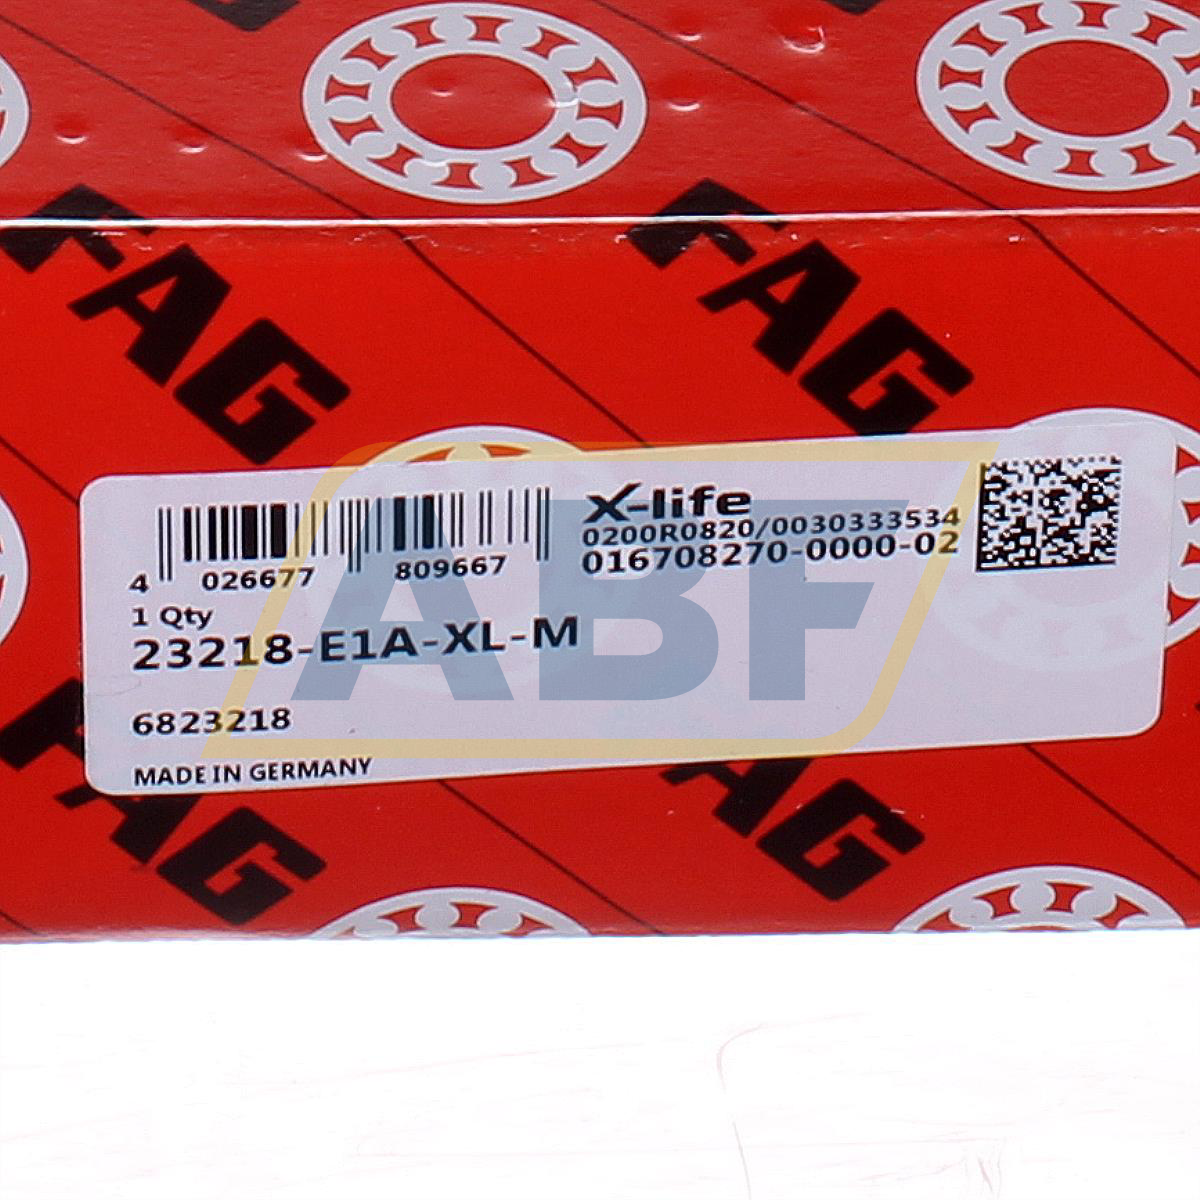 FAG
FAG
X-life
0200R0820/0030333534
016708270-0000-02
4 026677 809667
1 Qty
23218-E1A-XL-M
6823218
MADE IN GERMANY
ABF
FAG
FAG